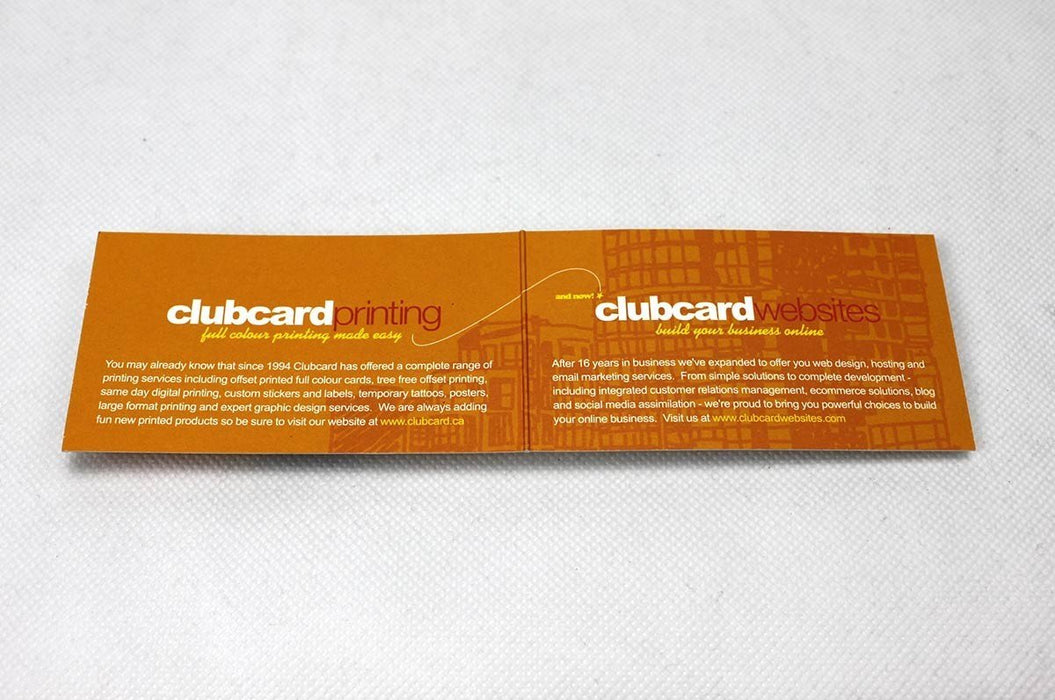 clubcardprinting
full colour printing made easy
You may already know that since 1994 Clubcard has offered a complete range of
printing services including offset printed full colour cards, tree free offset printing,
same day digital printing, custom stickers and labels, temporary tattoos, posters,
large format printing and expert graphic design services. We are always adding
fun new printed products so be sure to visit our website at www.clubcard.ca
and now!
clubcardwebsites
build your business online
After 16 years in business we've expanded to offer you web design, hosting and
email marketing services. From simple solutions to complete development -
including integrated customer relations management, ecommerce solutions, blog
and social media assimilation - we're proud to bring you powerful choices to build
your online business. Visit us at www.clubcardwebsites.com